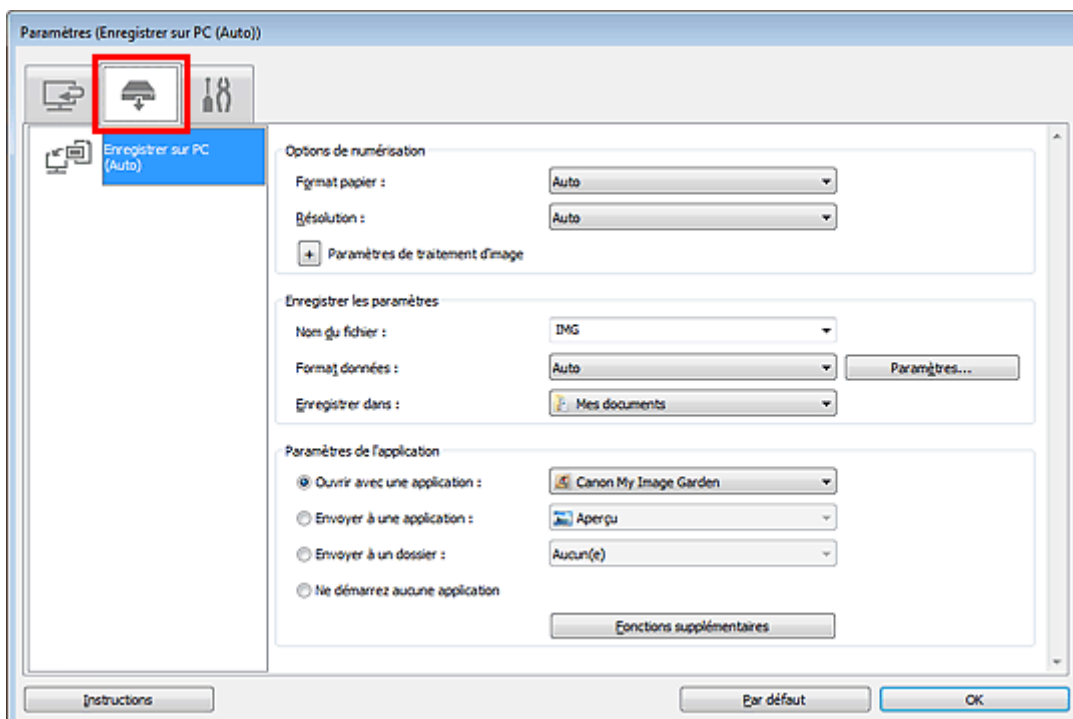 Paramètres (Enregistrer sur PC (Auto))
Enregistrer sur PC
(Auto)
Options de numérisation
Format papier : Auto
Résolution : Auto
+ Paramètres de traitement d'image
Enregistrer les paramètres
Nom du fichier : IMG
Format données : Auto Paramètres...
Enregistrer dans : Mes documents
Paramètres de l'application
Ouvrir avec une application : Canon My Image Garden
Envoyer à une application : Aperçu
Envoyer à un dossier : Aucun(e)
Ne démarrez aucune application
Fonctions supplémentaires
Instructions Par défaut OK